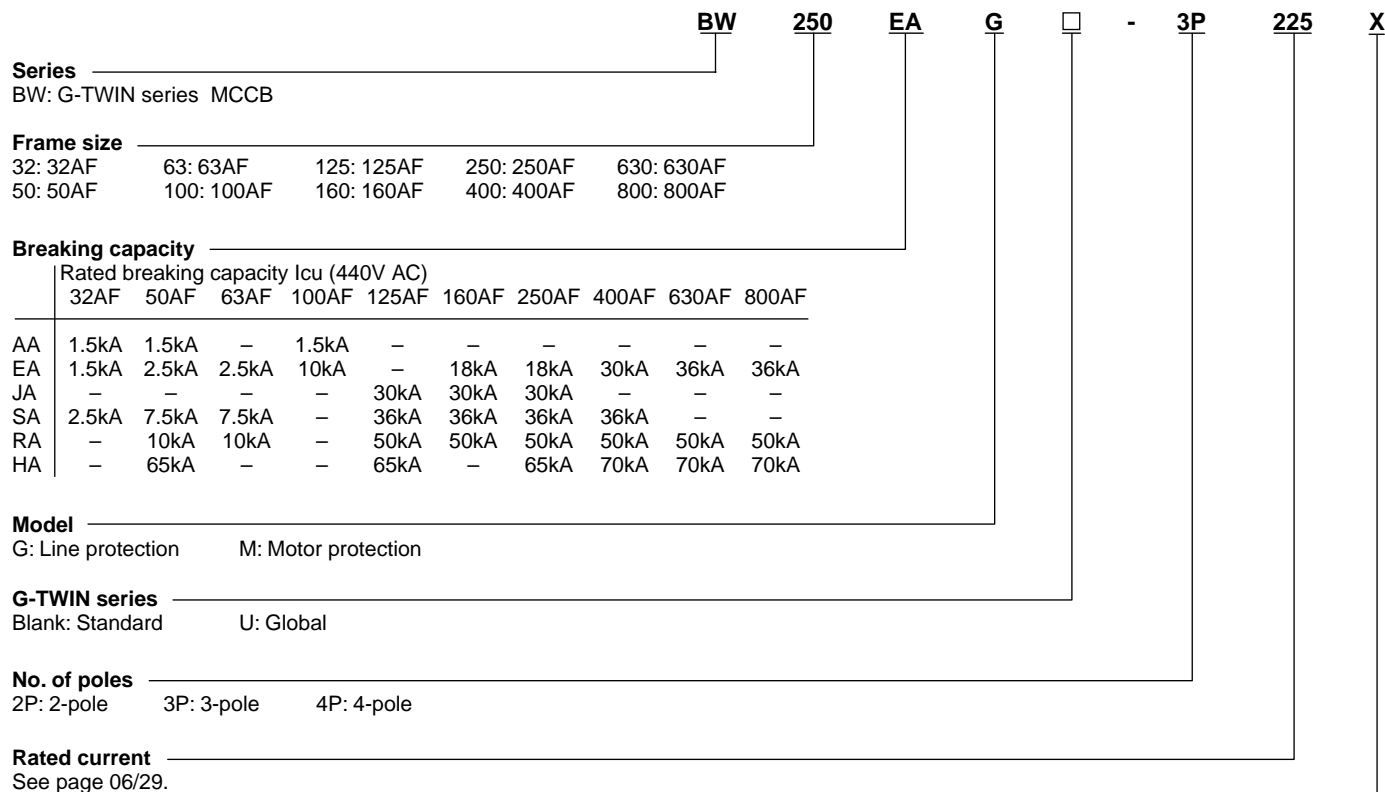 BW 250 EA G □ - 3P 225 X
Series
BW: G-TWIN series MCCB
Frame size
32: 32AF 63: 63AF 125: 125AF 250: 250AF 630: 630AF
50: 50AF 100: 100AF 160: 160AF 400: 400AF 800: 800AF
Breaking capacity
Rated breaking capacity Icu (440V AC)
32AF 50AF 63AF 100AF 125AF 160AF 250AF 400AF 630AF 800AF
AA 1.5kA 1.5kA – 1.5kA – – – – – –
EA 1.5kA 2.5kA 2.5kA 10kA – 18kA 18kA 30kA 36kA 36kA
JA – – – – 30kA 30kA 30kA – – –
SA 2.5kA 7.5kA 7.5kA – 36kA 36kA 36kA 36kA – –
RA – 10kA 10kA – 50kA 50kA 50kA 50kA 50kA 50kA
HA – 65kA – – 65kA – 65kA 70kA 70kA 70kA
Model
G: Line protection M: Motor protection
G-TWIN series
Blank: Standard U: Global
No. of poles
2P: 2-pole 3P: 3-pole 4P: 4-pole
Rated current
See page 06/29.